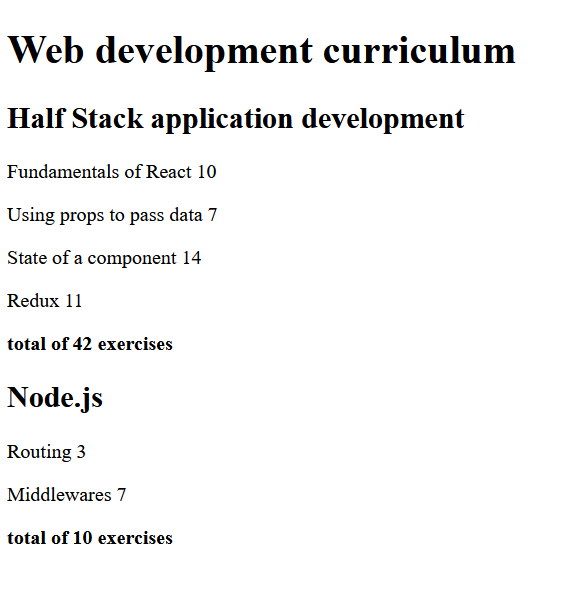 Web development curriculum
Half Stack application development
Fundamentals of React 10
Using props to pass data 7
State of a component 14
Redux 11
total of 42 exercises
Node.js
Routing 3
Middlewares 7
total of 10 exercises